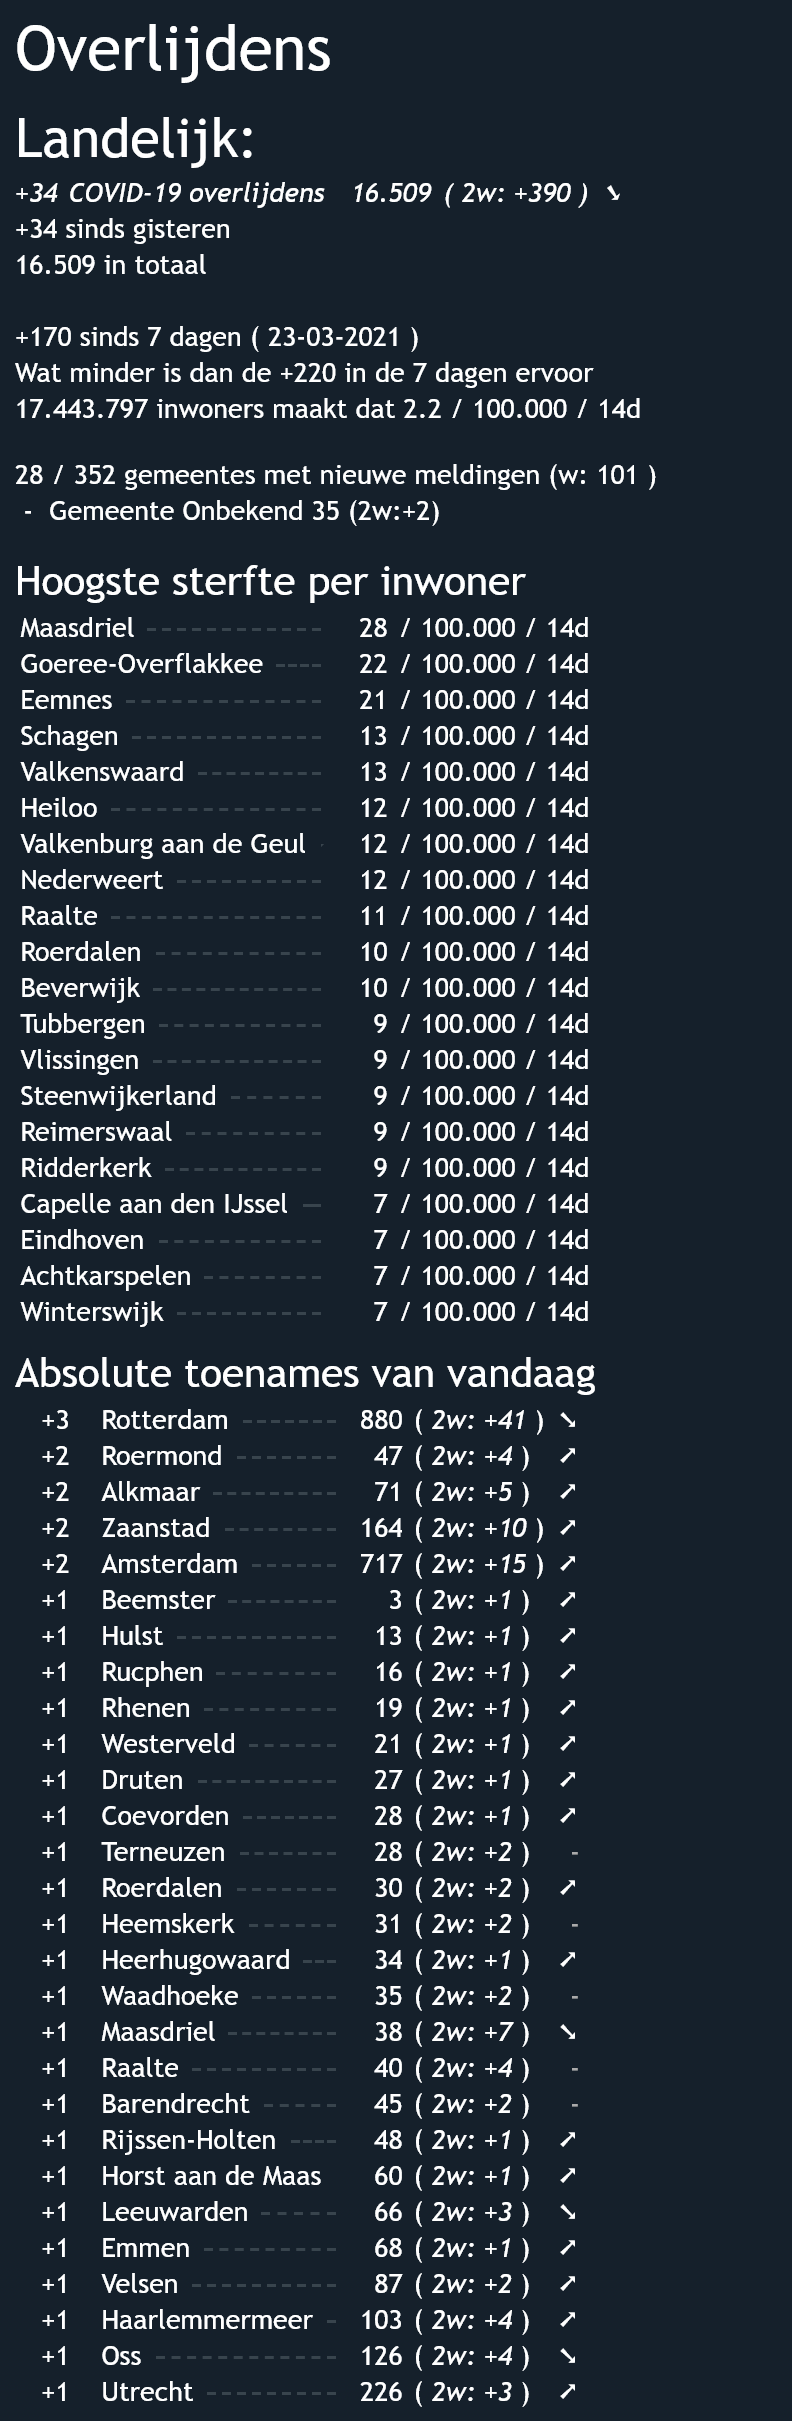 Overlijdens
Landelijk:
+34 COVID-19 overlijdens 16.509 ( 2w: +390 ) ➘
+34 sinds gisteren
16.509 in totaal
+170 sinds 7 dagen ( 23-03-2021 )
Wat minder is dan de +220 in de 7 dagen ervoor
17.443.797 inwoners maakt dat 2.2 / 100.000 / 14d
28 / 352 gemeentes met nieuwe meldingen (w: 101 )
- Gemeente Onbekend 35 (2w:+2)
Hoogste sterfte per inwoner
Maasdriel 28 / 100.000 / 14d
Goeree-Overflakkee 22 / 100.000 / 14d
Eemnes 21 / 100.000 / 14d
Schagen 13 / 100.000 / 14d
Valkenswaard 13 / 100.000 / 14d
Heiloo 12 / 100.000 / 14d
Valkenburg aan de Geul 12 / 100.000 / 14d
Nederweert 12 / 100.000 / 14d
Raalte 11 / 100.000 / 14d
Roerdalen 10 / 100.000 / 14d
Beverwijk 10 / 100.000 / 14d
Tubbergen 9 / 100.000 / 14d
Vlissingen 9 / 100.000 / 14d
Steenwijkerland 9 / 100.000 / 14d
Reimerswaal 9 / 100.000 / 14d
Ridderkerk 9 / 100.000 / 14d
Capelle aan den IJssel 7 / 100.000 / 14d
Eindhoven 7 / 100.000 / 14d
Achtkarspelen 7 / 100.000 / 14d
Winterswijk 7 / 100.000 / 14d
Absolute toenames van vandaag
+3 Rotterdam 880 ( 2w: +41 ) ➘
+2 Roermond 47 ( 2w: +4 ) ➚
+2 Alkmaar 71 ( 2w: +5 ) ➚
+2 Zaanstad 164 ( 2w: +10 ) ➚
+2 Amsterdam 717 ( 2w: +15 ) ➚
+1 Beemster 3 ( 2w: +1 ) ➚
+1 Hulst 13 ( 2w: +1 ) ➚
+1 Rucphen 16 ( 2w: +1 ) ➚
+1 Rhenen 19 ( 2w: +1 ) ➚
+1 Westerveld 21 ( 2w: +1 ) ➚
+1 Druten 27 ( 2w: +1 ) ➚
+1 Coevorden 28 ( 2w: +1 ) ➚
+1 Terneuzen 28 ( 2w: +2 ) -
+1 Roerdalen 30 ( 2w: +2 ) ➚
+1 Heemskerk 31 ( 2w: +2 ) -
+1 Heerhugowaard 34 ( 2w: +1 ) ➚
+1 Waadhoeke 35 ( 2w: +2 ) -
+1 Maasdriel 38 ( 2w: +7 ) ➘
+1 Raalte 40 ( 2w: +4 ) -
+1 Barendrecht 45 ( 2w: +2 ) -
+1 Rijssen-Holten 48 ( 2w: +1 ) ➚
+1 Horst aan de Maas 60 ( 2w: +1 ) ➚
+1 Leeuwarden 66 ( 2w: +3 ) ➘
+1 Emmen 68 ( 2w: +1 ) ➚
+1 Velsen 87 ( 2w: +2 ) ➚
+1 Haarlemmermeer 103 ( 2w: +4 ) ➚
+1 Oss 126 ( 2w: +4 ) ➘
+1 Utrecht 226 ( 2w: +3 ) ➚